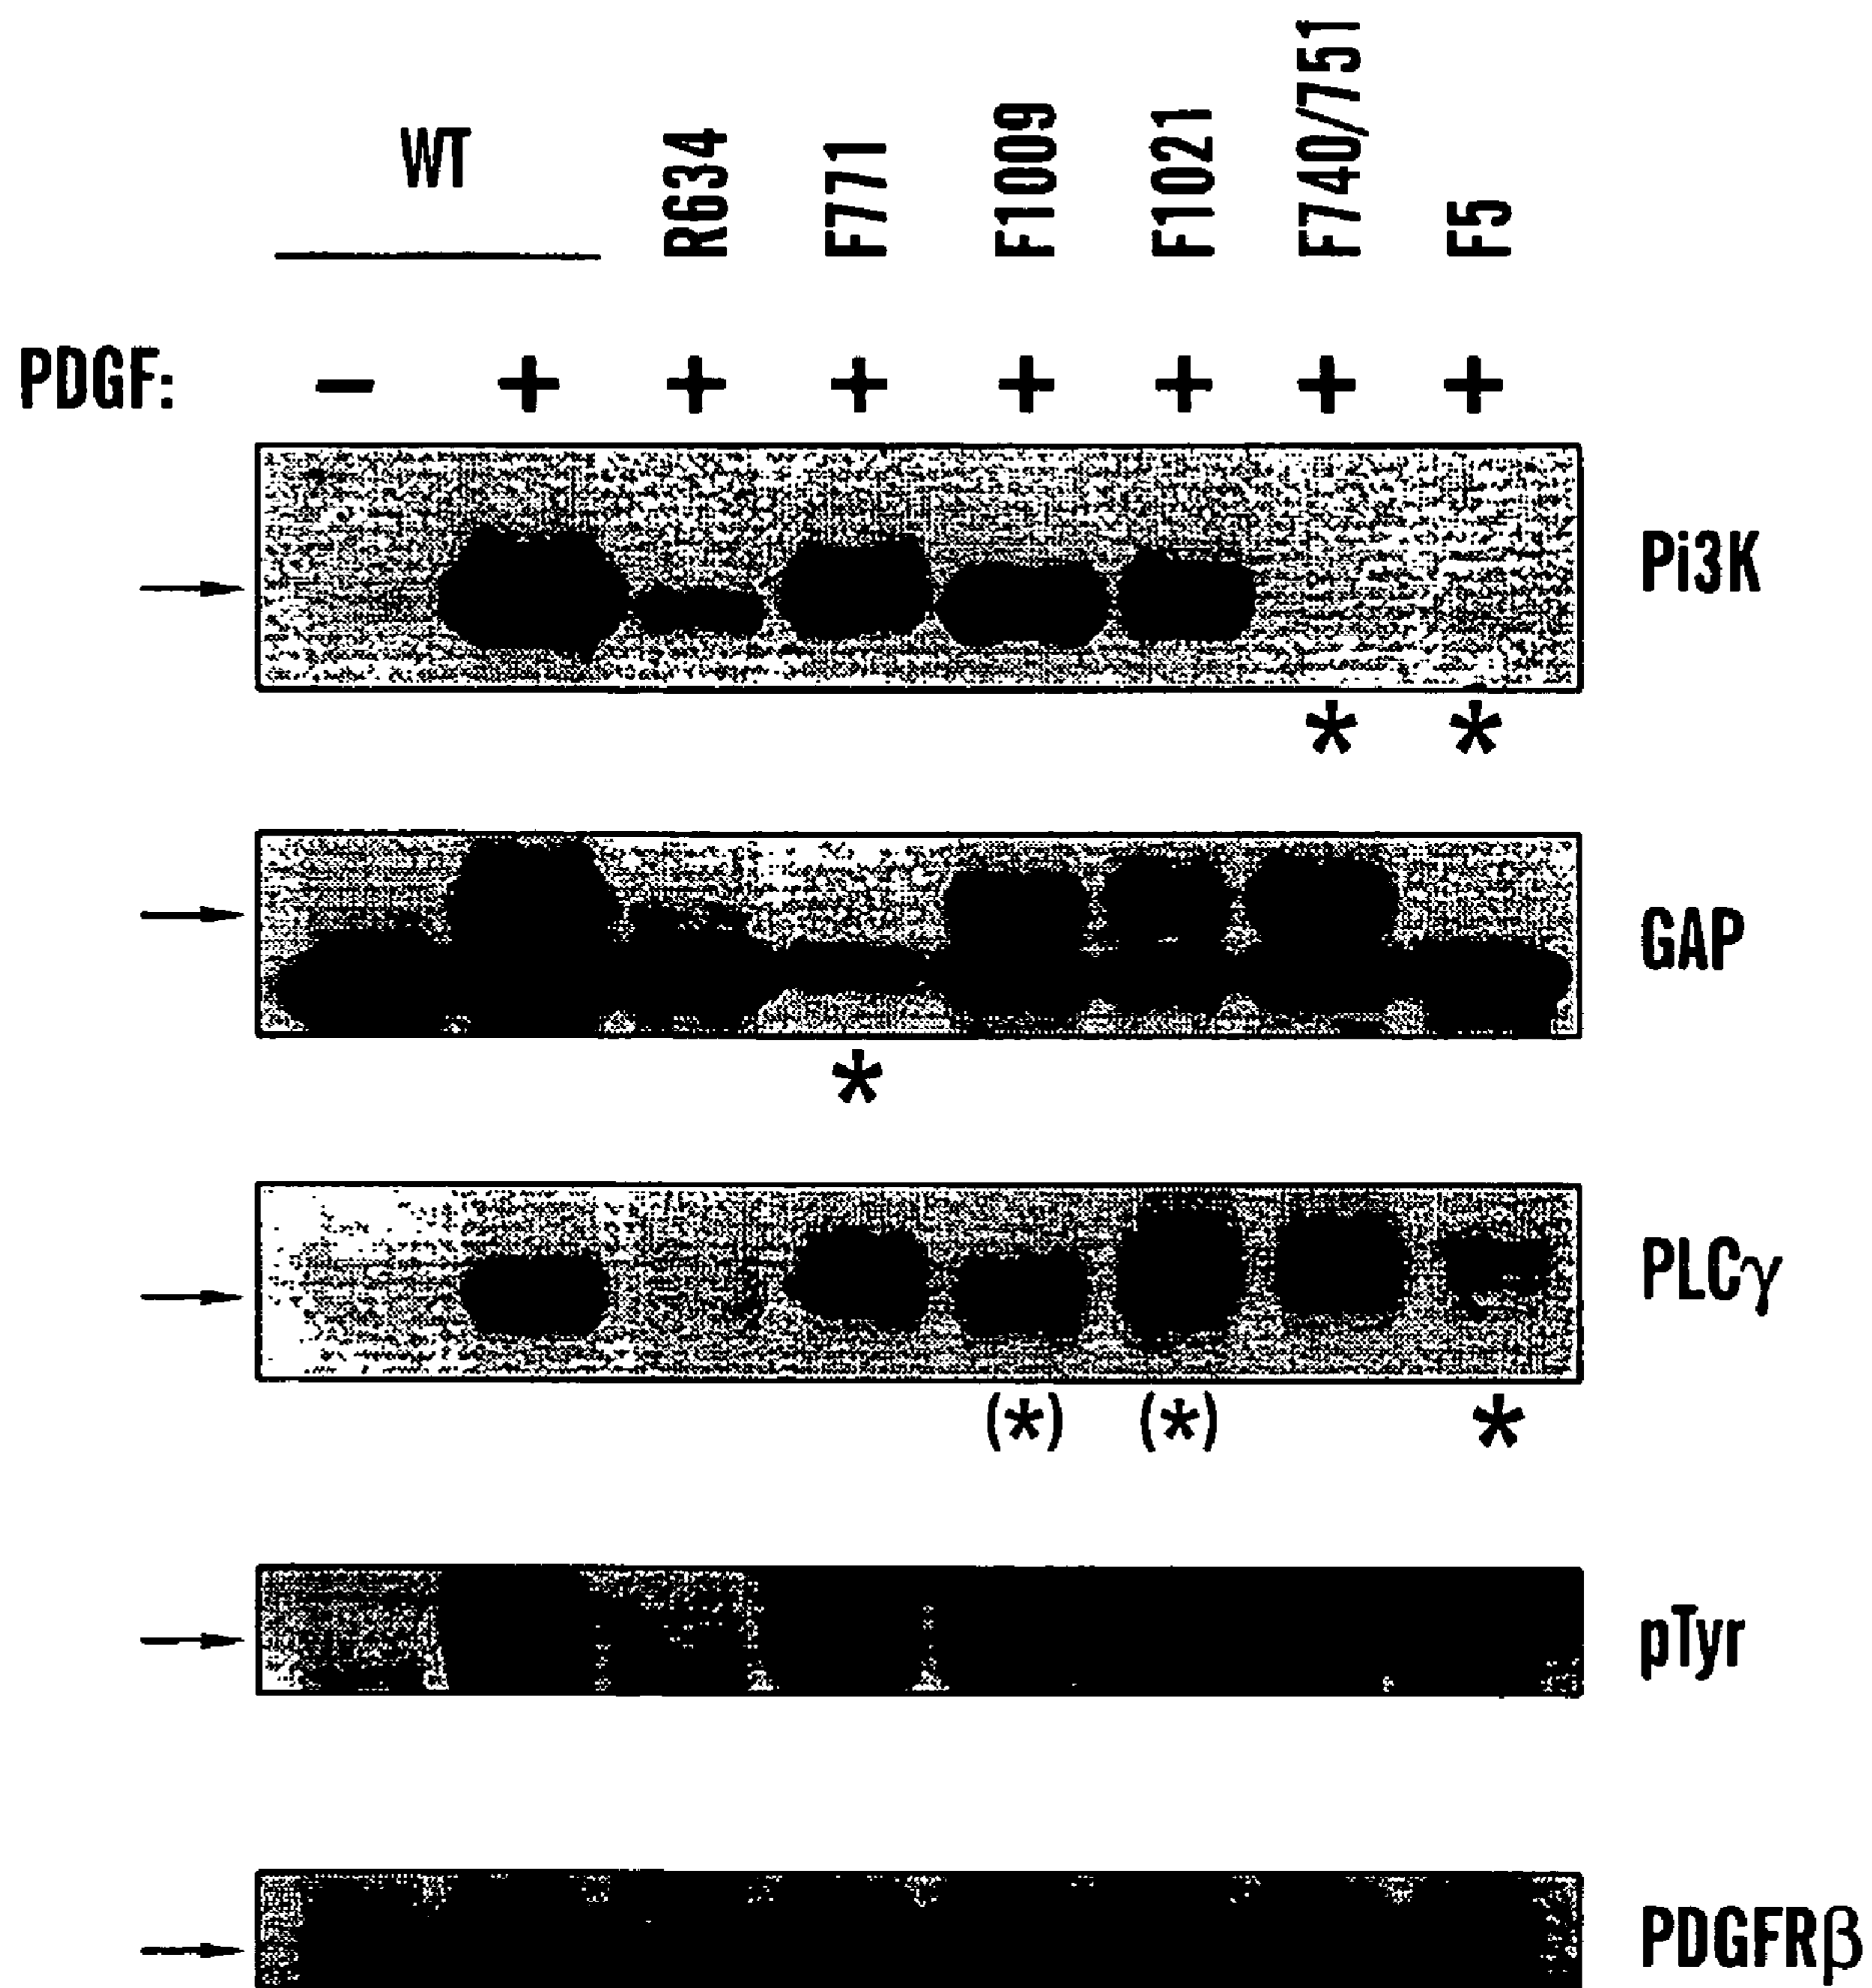 WT R634 F771 F1009 F1021 F740/751 F5
PDGF: − + + + + + + +
Pi3K
* *
GAP
*
PLCγ
(*) (*) *
pTyr
PDGFRβ